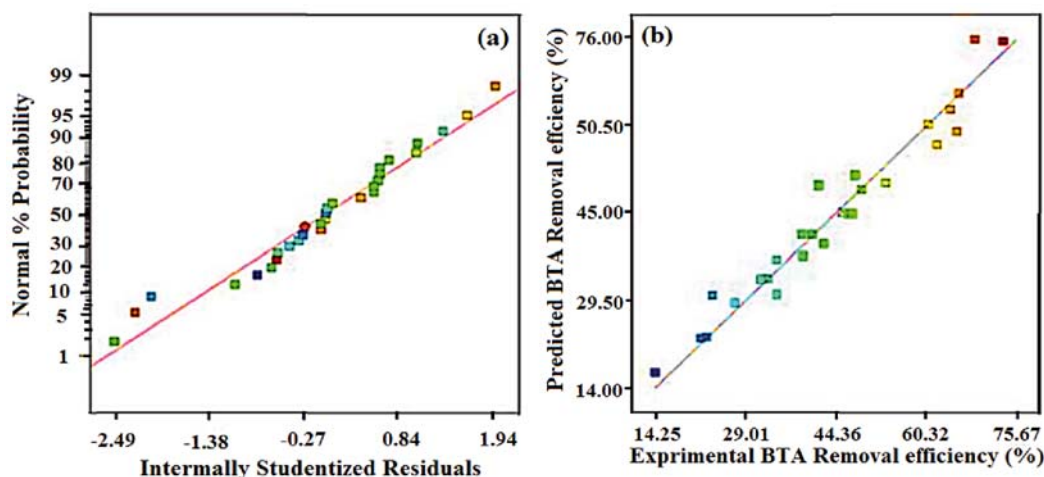 (a)
Normal % Probability
99
95
90
80
70
50
30
20
10
5
1
-2.49 -1.38 -0.27 0.84 1.94
Intermally Studentized Residuals
(b)
Predicted BTA Removal effciency (%)
76.00
50.50
45.00
29.50
14.00
14.25 29.01 44.36 60.32 75.67
Exprimental BTA Removal efficiency (%)